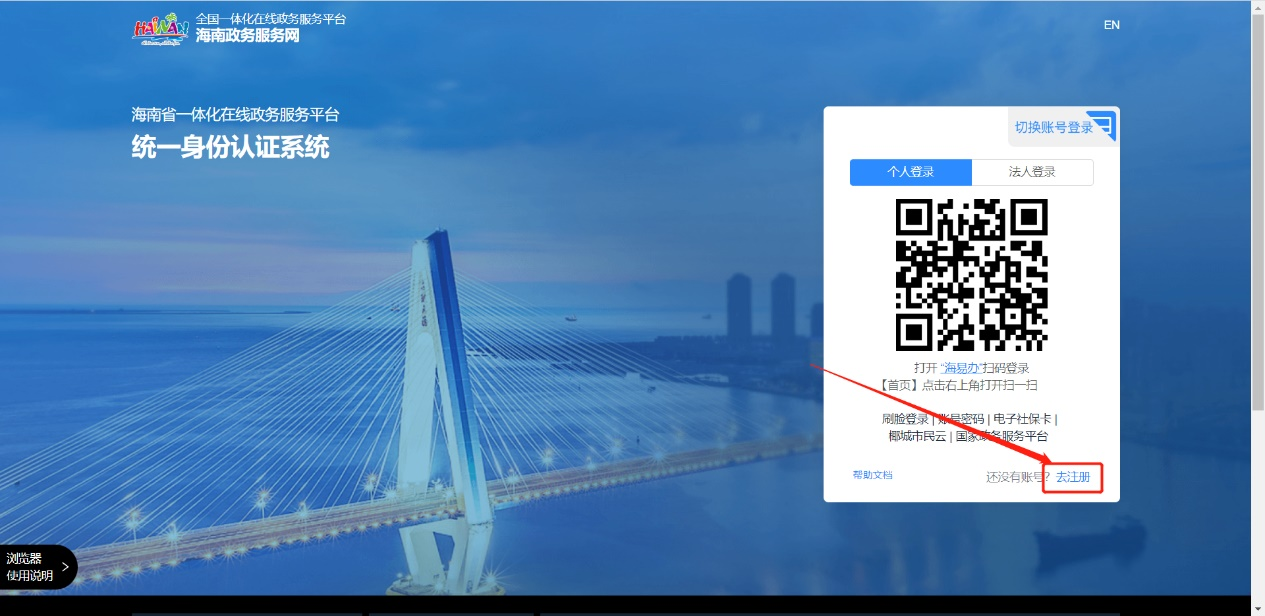 HAINAN
全国一体化在线政务服务平台
海南政务服务网
EN
海南省一体化在线政务服务平台
统一身份认证系统
切换账号登录
个人登录
法人登录
打开 "海易办"扫码登录
【首页】点击右上角打开扫一扫
刷脸登录 | 账号密码 | 电子社保卡 |
椰城市民云 | 国家政务服务平台
帮助文档
还没有账号? 去注册
浏览器
使用说明